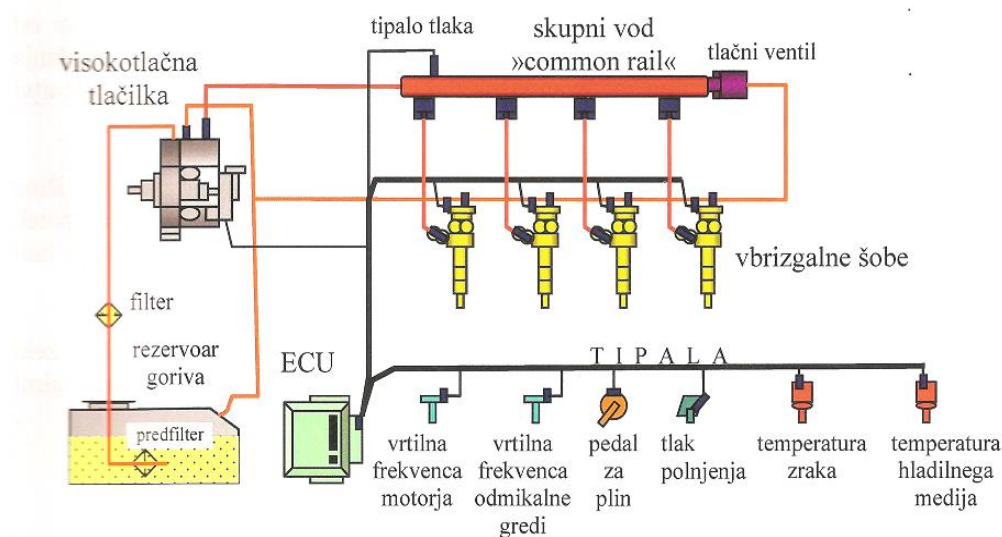 tipalo tlaka
skupni vod
»common rail«
tlačni ventil
visokotlačna
tlačilka
vbrizgalne šobe
filter
rezervoar
goriva
ECU
TIPALA
predfilter
vrtilna
frekvenca
motorja
vrtilna
frekvenca
odmikalne
gredi
pedal
za
plin
tlak
polnjenja
temperatura
zraka
temperatura
hladilnega
medija